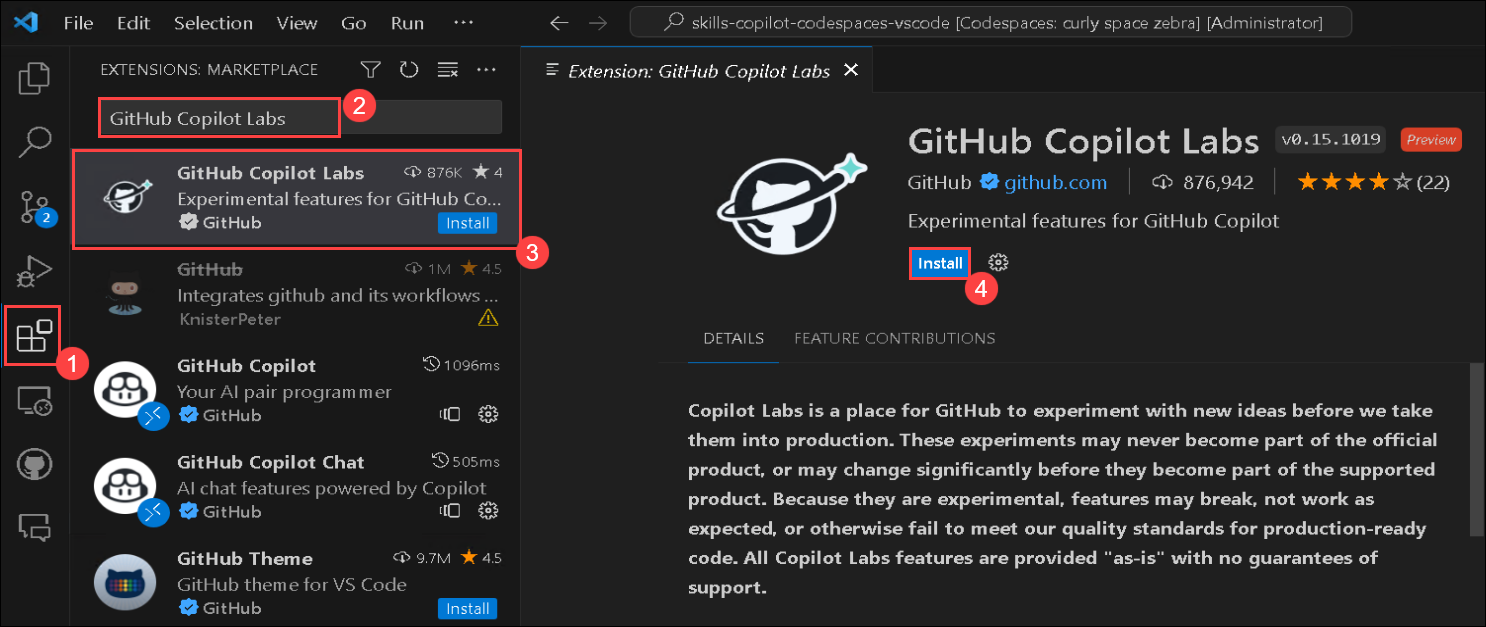 File Edit Selection View Go Run ···
skills-copilot-codespaces-vscode [Codespaces: curly space zebra] [Administrator]
EXTENSIONS: MARKETPLACE
GitHub Copilot Labs
2
GitHub Copilot Labs 876K ★ 4
Experimental features for GitHub Co...
GitHub Install
3
GitHub 1M ★ 4.5
Integrates github and its workflows ...
KnisterPeter
1
2
GitHub Copilot 1096ms
Your AI pair programmer
GitHub
GitHub Copilot Chat 505ms
AI chat features powered by Copilot
GitHub
GitHub Theme 9.7M ★ 4.5
GitHub theme for VS Code
GitHub Install
Extension: GitHub Copilot Labs
GitHub Copilot Labs v0.15.1019 Preview
GitHub github.com 876,942 ★★★★☆ (22)
Experimental features for GitHub Copilot
Install
4
DETAILS FEATURE CONTRIBUTIONS
Copilot Labs is a place for GitHub to experiment with new ideas before we take
them into production. These experiments may never become part of the official
product, or may change significantly before they become part of the supported
product. Because they are experimental, features may break, not work as
expected, or otherwise fail to meet our quality standards for production-ready
code. All Copilot Labs features are provided "as-is" with no guarantees of
support.